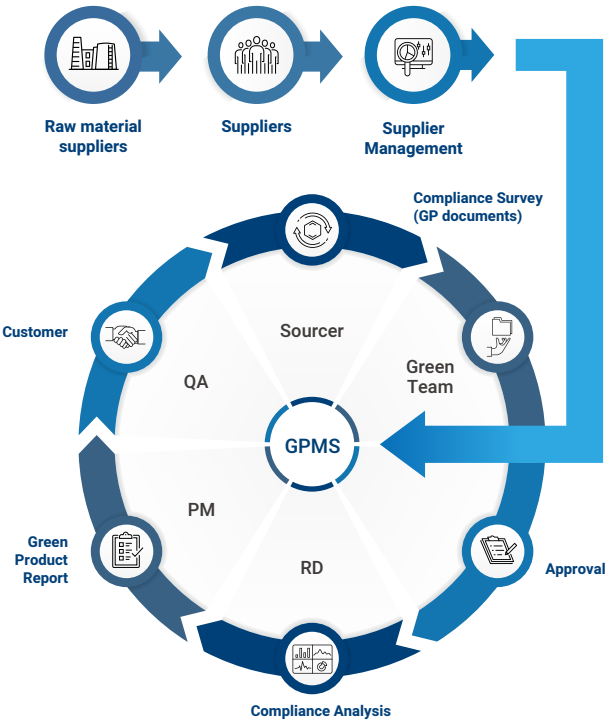 Raw material
suppliers
Suppliers
Supplier
Management
Compliance Survey
(GP documents)
Customer
Sourcer
Green
Team
QA
GPMS
PM
RD
Green
Product
Report
Approval
Compliance Analysis